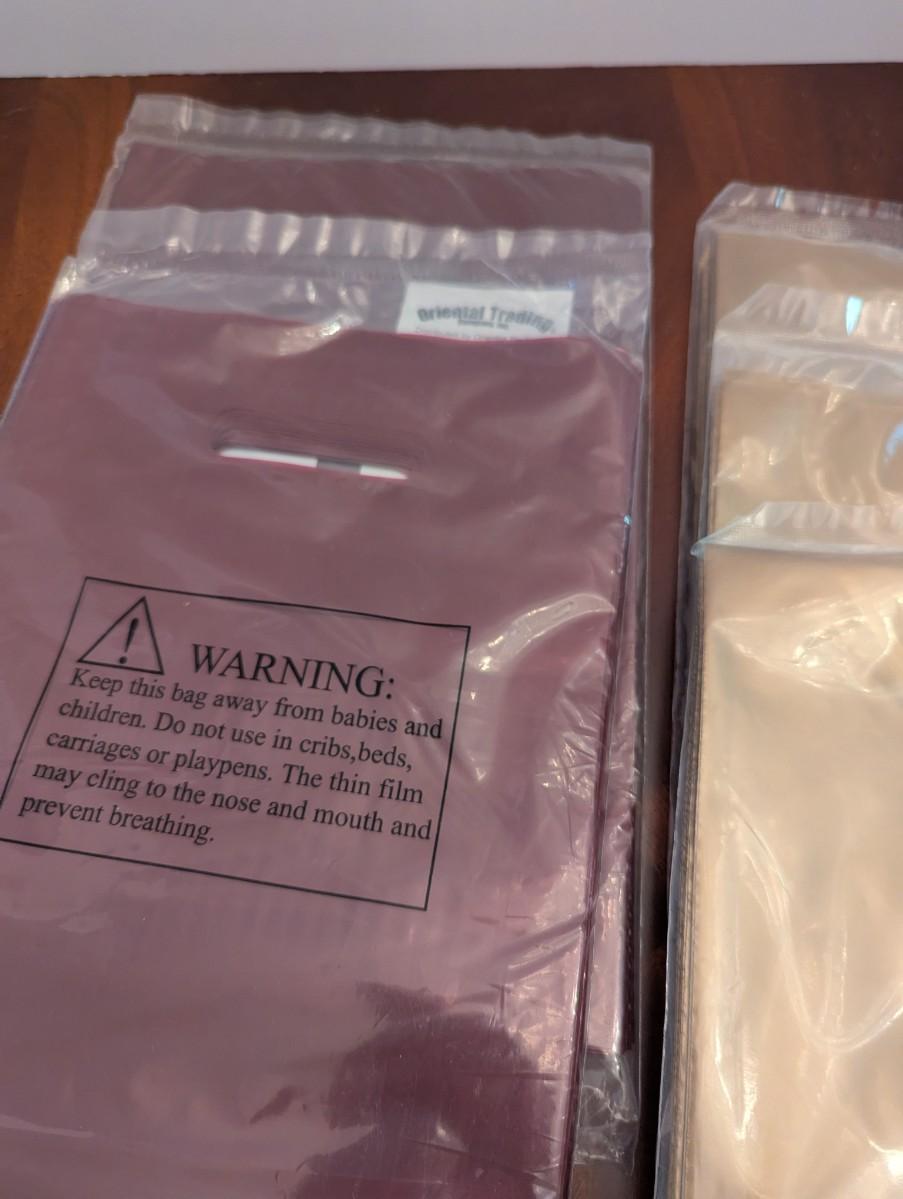 Oriental Trading
WARNING:
Keep this bag away from babies and
children. Do not use in cribs,beds,
carriages or playpens. The thin film
may cling to the nose and mouth and
prevent breathing.